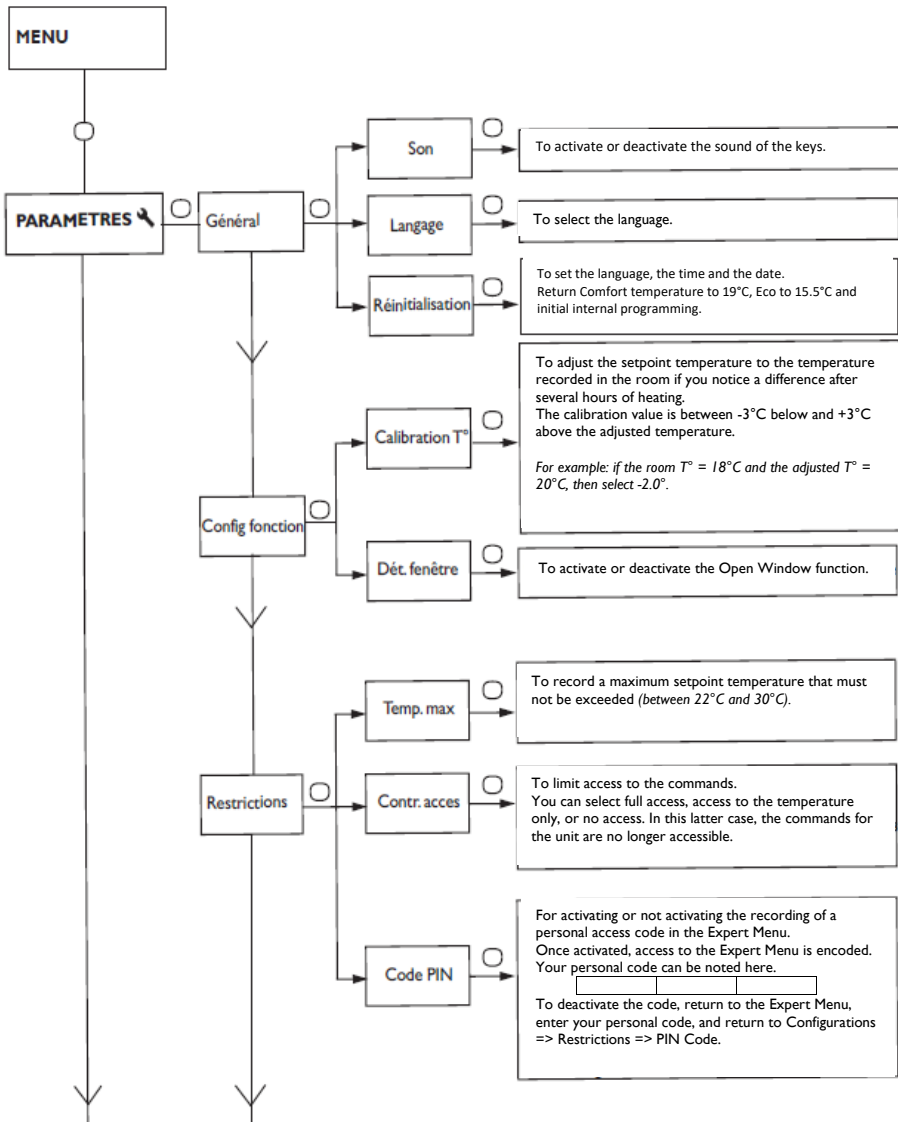 MENU
PARAMETRES
Général
Son
To activate or deactivate the sound of the keys.
Langage
To select the language.
Réinitialisation
To set the language, the time and the date.
Return Comfort temperature to 19°C, Eco to 15.5°C and
initial internal programming.
Config fonction
Calibration T°
To adjust the setpoint temperature to the temperature
recorded in the room if you notice a difference after
several hours of heating.
The calibration value is between -3°C below and +3°C
above the adjusted temperature.
For example: if the room T° = 18°C and the adjusted T° =
20°C, then select -2.0°.
Dét. fenêtre
To activate or deactivate the Open Window function.
Restrictions
Temp. max
To record a maximum setpoint temperature that must
not be exceeded (between 22°C and 30°C).
Contr. acces
To limit access to the commands.
You can select full access, access to the temperature
only, or no access. In this latter case, the commands for
the unit are no longer accessible.
Code PIN
For activating or not activating the recording of a
personal access code in the Expert Menu.
Once activated, access to the Expert Menu is encoded.
Your personal code can be noted here.
To deactivate the code, return to the Expert Menu,
enter your personal code, and return to Configurations
=> Restrictions => PIN Code.